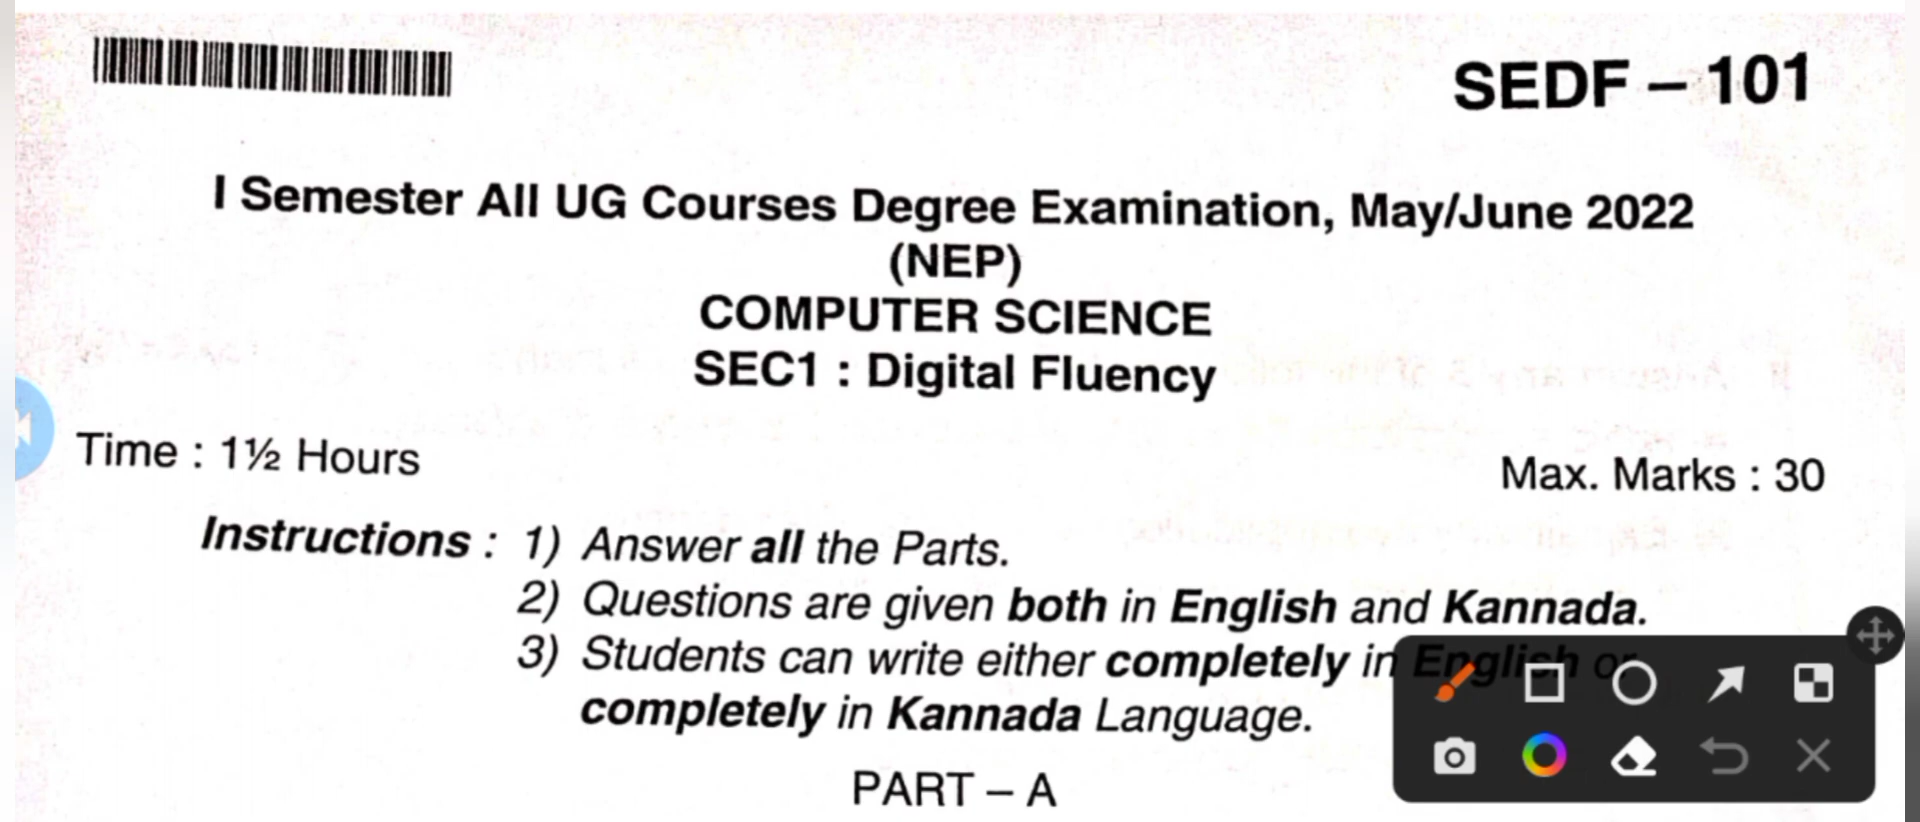 SEDF – 101
I Semester All UG Courses Degree Examination, May/June 2022
(NEP)
COMPUTER SCIENCE
SEC1 : Digital Fluency
Time : 1½ Hours
Max. Marks : 30
Instructions : 1) Answer all the Parts.
2) Questions are given both in English and Kannada.
3) Students can write either completely in English or
completely in Kannada Language.
PART – A